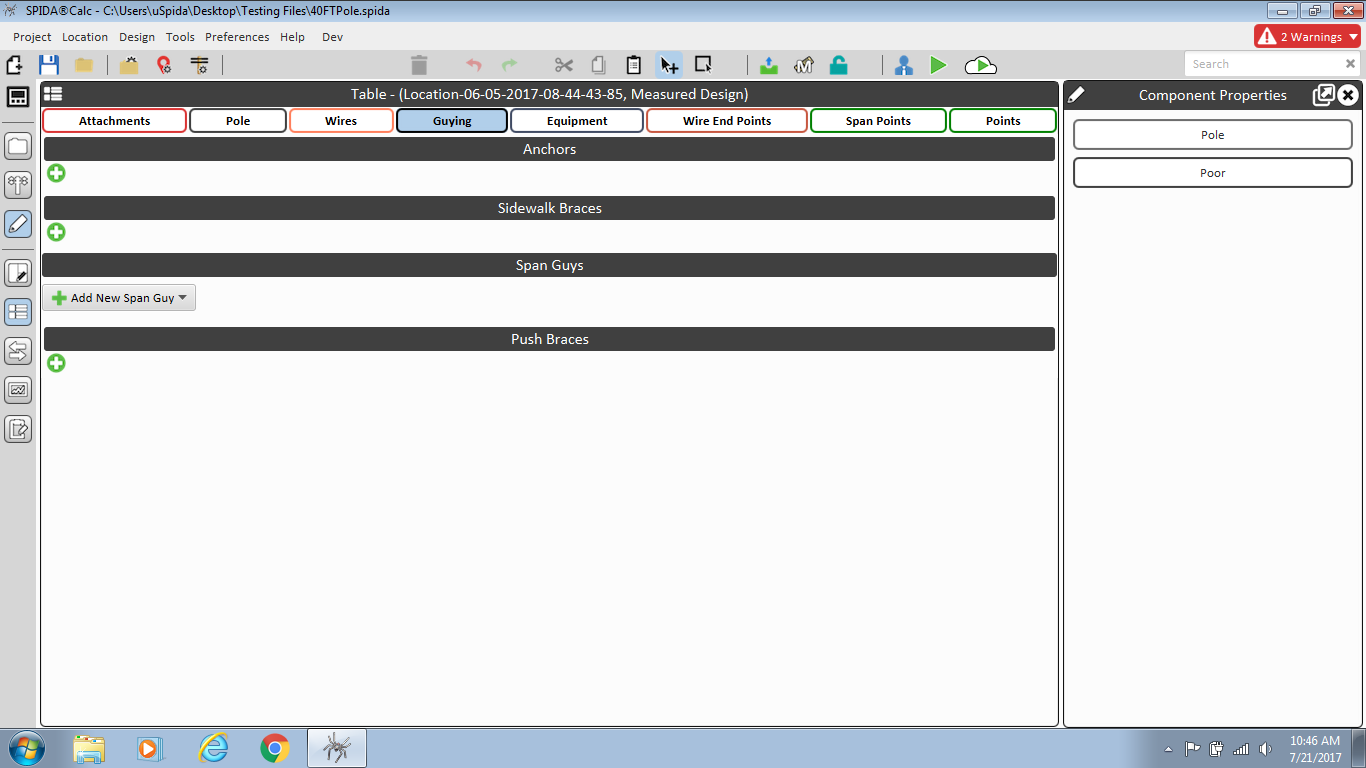 SPIDA®Calc - C:\Users\uSpida\Desktop\Testing Files\40FTPole.spida
Project Location Design Tools Preferences Help Dev
2 Warnings
Search
Table - (Location-06-05-2017-08-44-43-85, Measured Design)
Component Properties
Attachments Pole Wires Guying Equipment Wire End Points Span Points Points
Pole
Anchors
Poor
Sidewalk Braces
Span Guys
Add New Span Guy
Push Braces
10:46 AM
7/21/2017